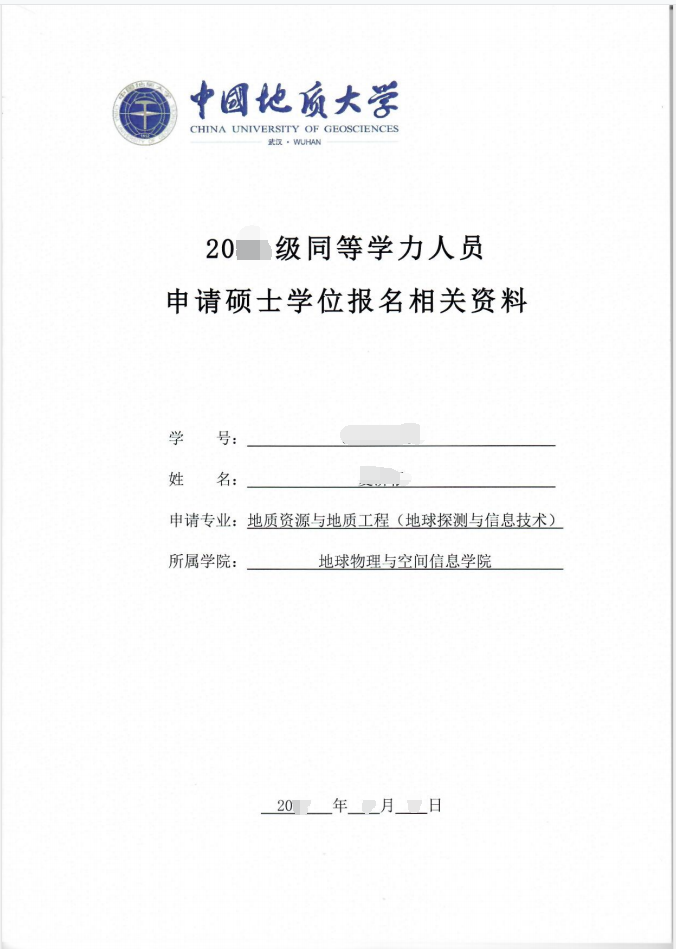 中国地质大学
CHINA UNIVERSITY OF GEOSCIENCES
武汉·WUHAN
20 级同等学力人员
申请硕士学位报名相关资料
学 号:
姓 名:
申请专业: 地质资源与地质工程（地球探测与信息技术）
所属学院: 地球物理与空间信息学院
20 年 月 日